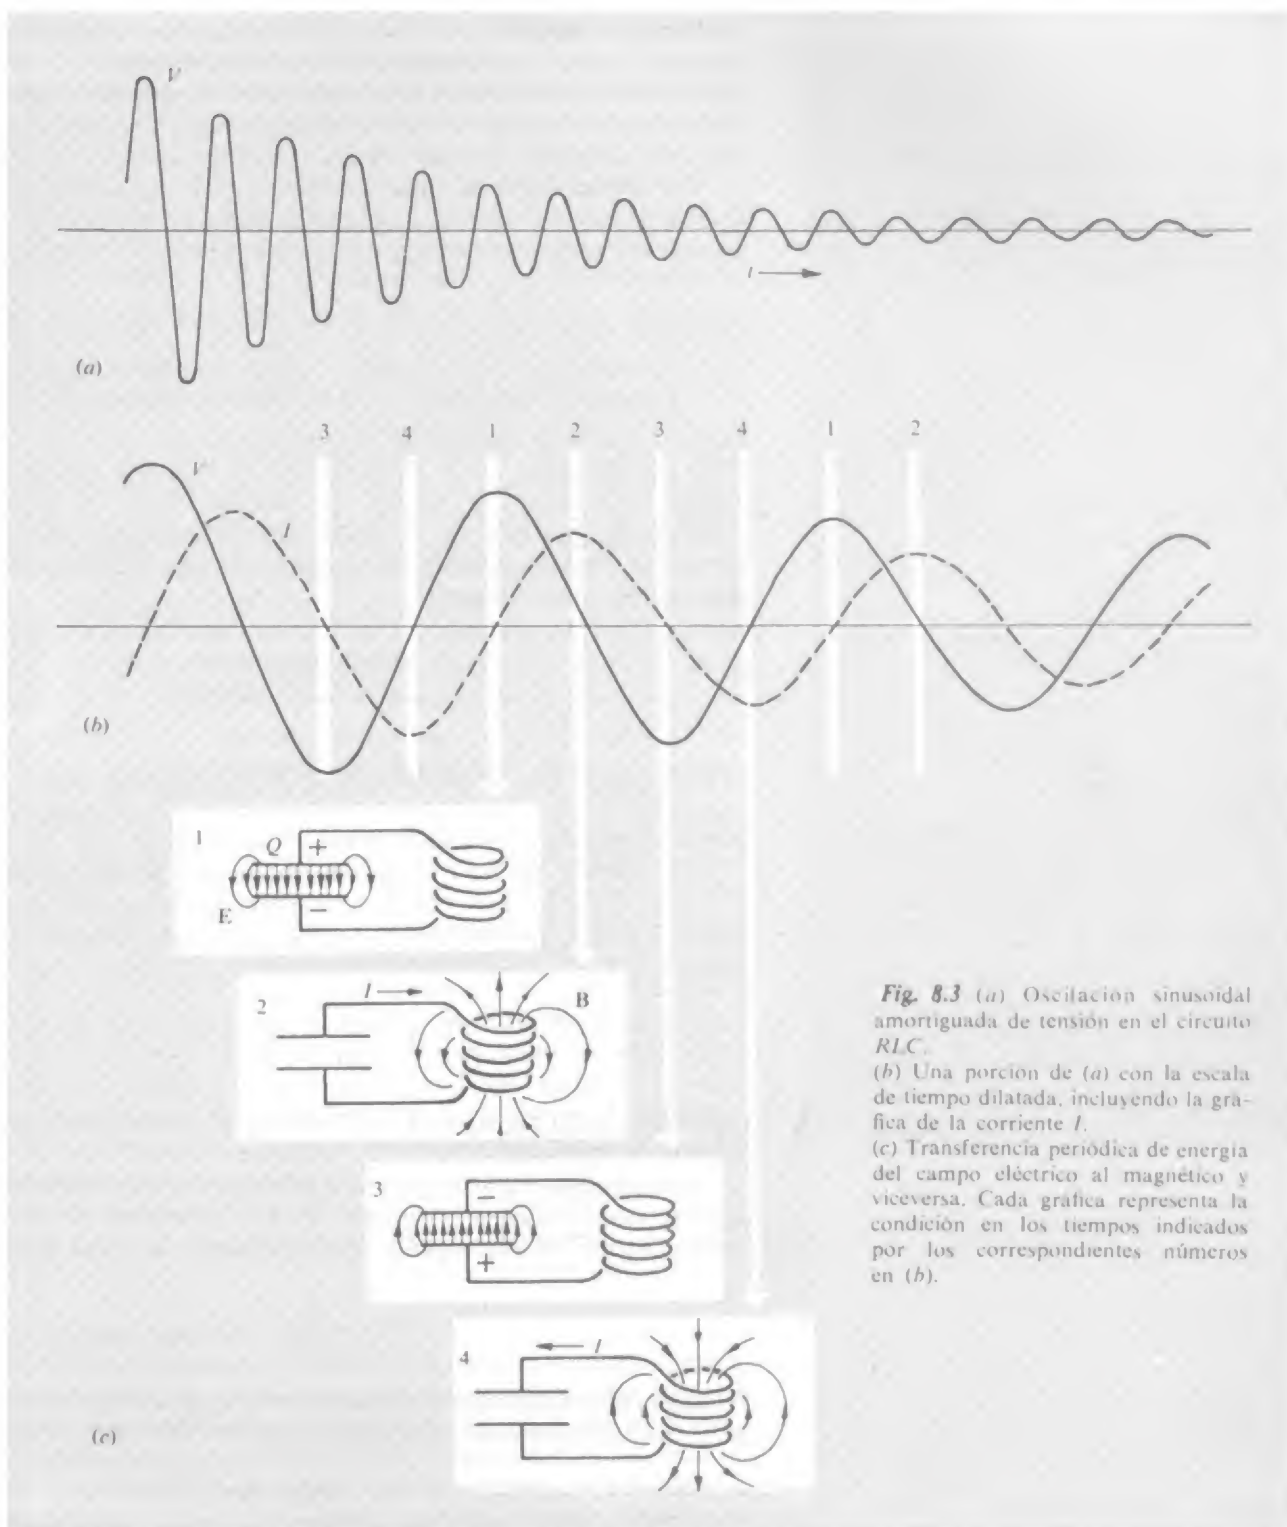 V
I
(a)
3 4 1 2 3 4 1 2
V
I
(b)
1
Q
+
E
−
2
I
B
Fig. 8.3 (a) Oscilación sinusoidal
amortiguada de tensión en el circuito
RLC.
(b) Una porción de (a) con la escala
de tiempo dilatada, incluyendo la grá-
fica de la corriente I.
(c) Transferencia periódica de energía
del campo eléctrico al magnético y
viceversa. Cada gráfica representa la
condición en los tiempos indicados
por los correspondientes números
en (b).
3
−
+
4
I
(c)